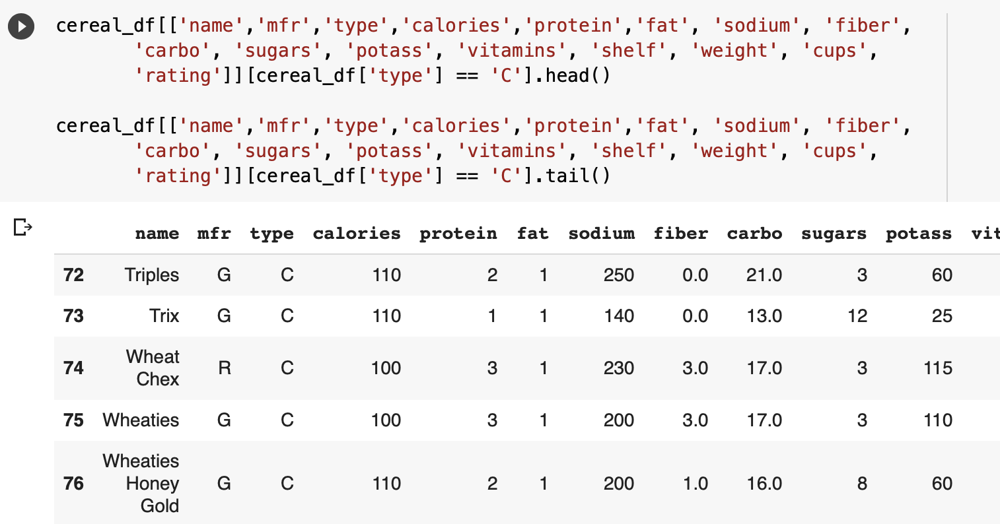 cereal_df[['name','mfr','type','calories','protein','fat', 'sodium', 'fiber',
'carbo', 'sugars', 'potass', 'vitamins', 'shelf', 'weight', 'cups',
'rating']][cereal_df['type'] == 'C'].head()
cereal_df[['name','mfr','type','calories','protein','fat', 'sodium', 'fiber',
'carbo', 'sugars', 'potass', 'vitamins', 'shelf', 'weight', 'cups',
'rating']][cereal_df['type'] == 'C'].tail()
name mfr type calories protein fat sodium fiber carbo sugars potass vit
72 Triples G C 110 2 1 250 0.0 21.0 3 60
73 Trix G C 110 1 1 140 0.0 13.0 12 25
Wheat
74 R C 100 3 1 230 3.0 17.0 3 115
Chex
75 Wheaties G C 100 3 1 200 3.0 17.0 3 110
Wheaties
76 Honey G C 110 2 1 200 1.0 16.0 8 60
Gold